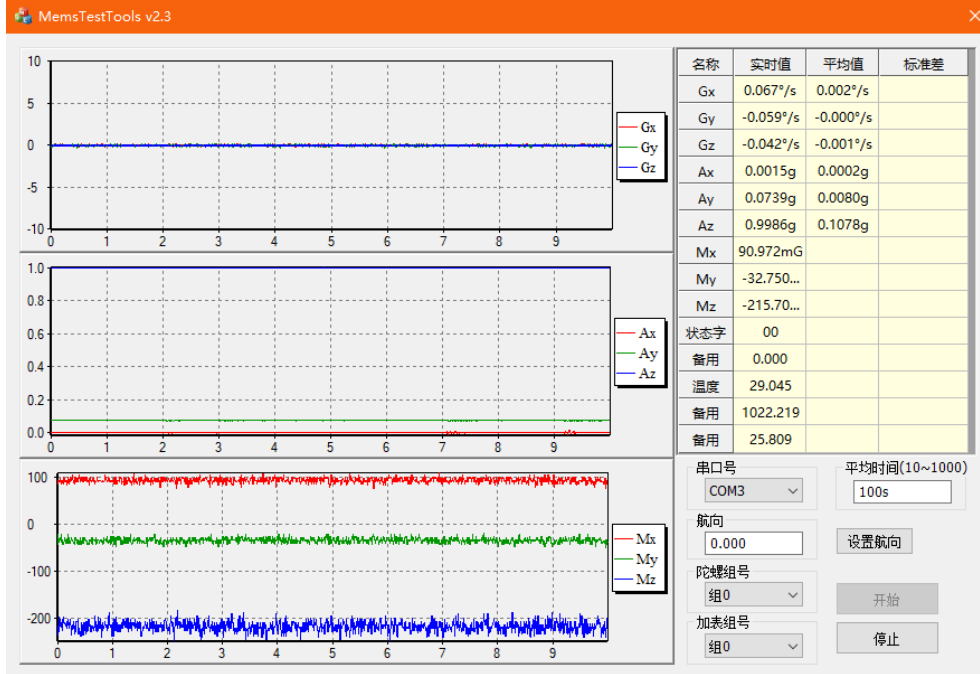 MemsTestTools v2.3
10
5
0
-5
-10
0 1 2 3 4 5 6 7 8 9
Gx
Gy
Gz
1.0
0.8
0.6
0.4
0.2
0.0
0 1 2 3 4 5 6 7 8 9
Ax
Ay
Az
100
0
-100
-200
0 1 2 3 4 5 6 7 8 9
Mx
My
Mz
名称 实时值 平均值 标准差
Gx 0.067°/s 0.002°/s
Gy -0.059°/s -0.000°/s
Gz -0.042°/s -0.001°/s
Ax 0.0015g 0.0002g
Ay 0.0739g 0.0080g
Az 0.9986g 0.1078g
Mx 90.972mG
My -32.750...
Mz -215.70...
状态字 00
备用 0.000
温度 29.045
备用 1022.219
备用 25.809
串口号 平均时间(10~1000)
COM3 100s
航向
0.000 设置航向
陀螺组号
组0 开始
加表组号
组0 停止